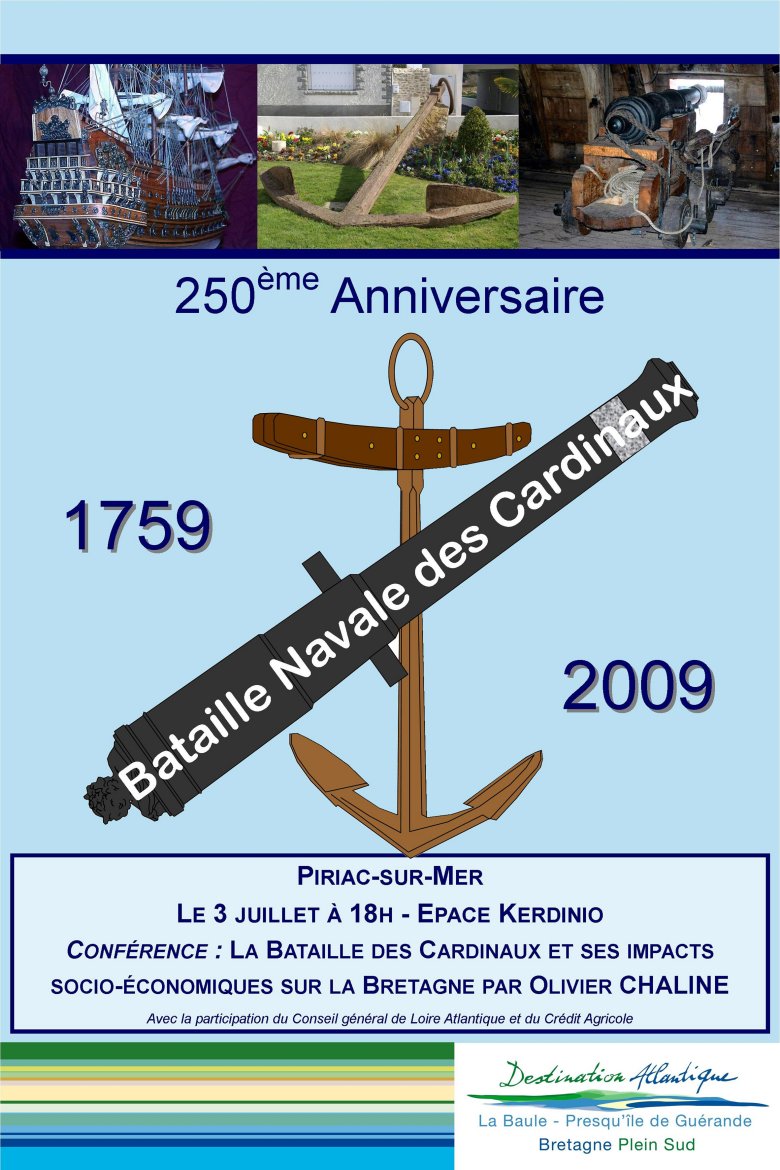 250ème Anniversaire
1759
Bataille Navale des Cardinaux
2009
PIRIAC-SUR-MER
LE 3 JUILLET À 18H - EPACE KERDINIO
CONFÉRENCE : LA BATAILLE DES CARDINAUX ET SES IMPACTS
SOCIO-ÉCONOMIQUES SUR LA BRETAGNE PAR OLIVIER CHALINE
Avec la participation du Conseil général de Loire Atlantique et du Crédit Agricole
Destination Atlantique
La Baule - Presqu'île de Guérande
Bretagne Plein Sud